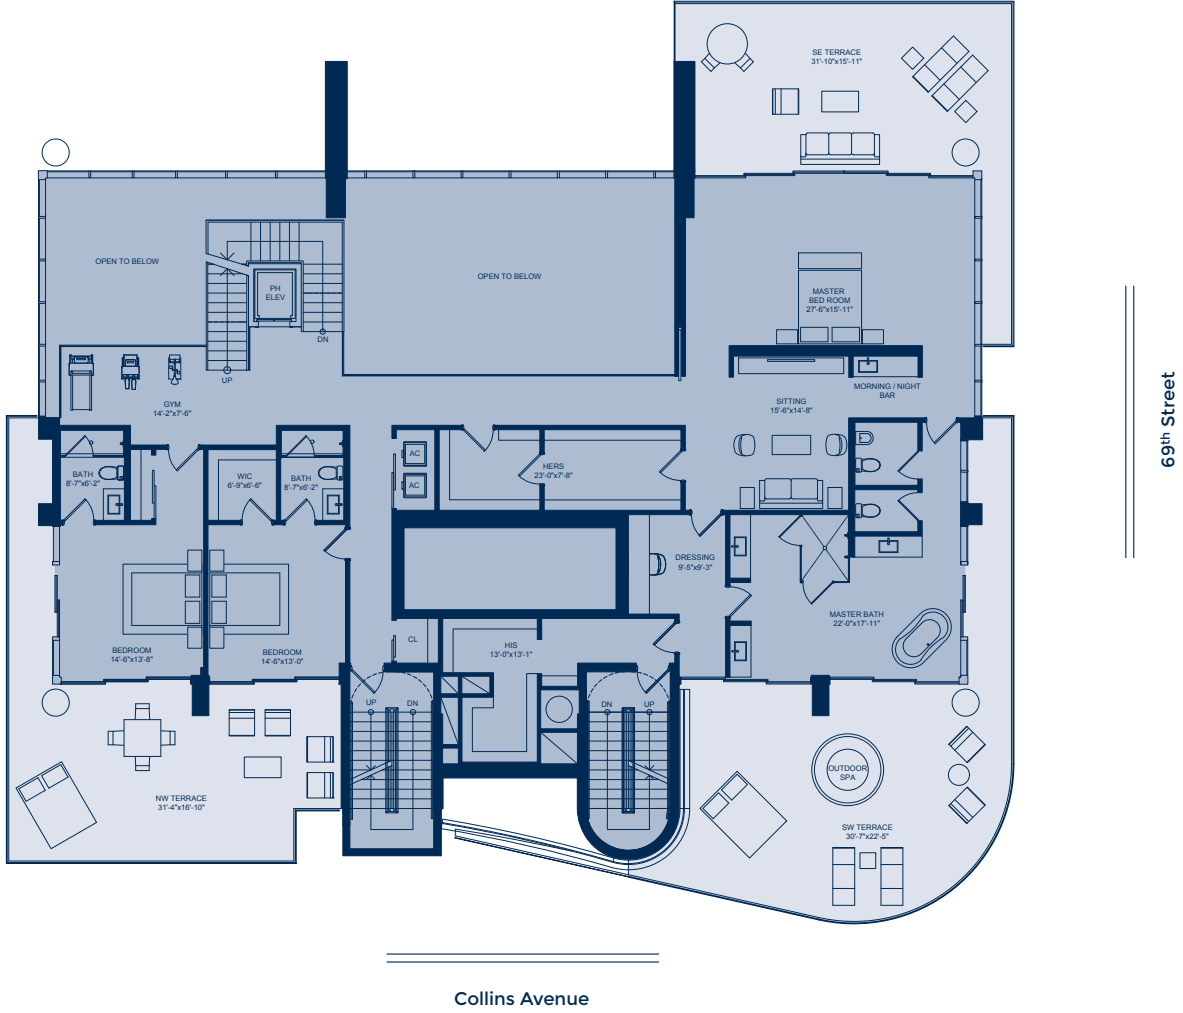 SE TERRACE
31'-10"x15'-11"
OPEN TO BELOW
OPEN TO BELOW
PH
ELEV
MASTER
BED ROOM
27'-6"x15'-11"
DN
UP
GYM
14'-2"x7'-6"
MORNING / NIGHT
BAR
SITTING
15'-6"x14'-8"
69th Street
BATH
8'-7"x6'-2"
WIC
6'-9"x6'-6"
BATH
8'-7"x6'-2"
AC
AC
HERS
23'-0"x7'-8"
DRESSING
9'-5"x9'-3"
MASTER BATH
22'-0"x17'-11"
BEDROOM
14'-6"x13'-8"
BEDROOM
14'-6"x13'-0"
CL
HIS
13'-0"x13'-1"
UP
DN
DN
UP
OUTDOOR
SPA
NW TERRACE
31'-4"x16'-10"
SW TERRACE
30'-7"x22'-5"
Collins Avenue